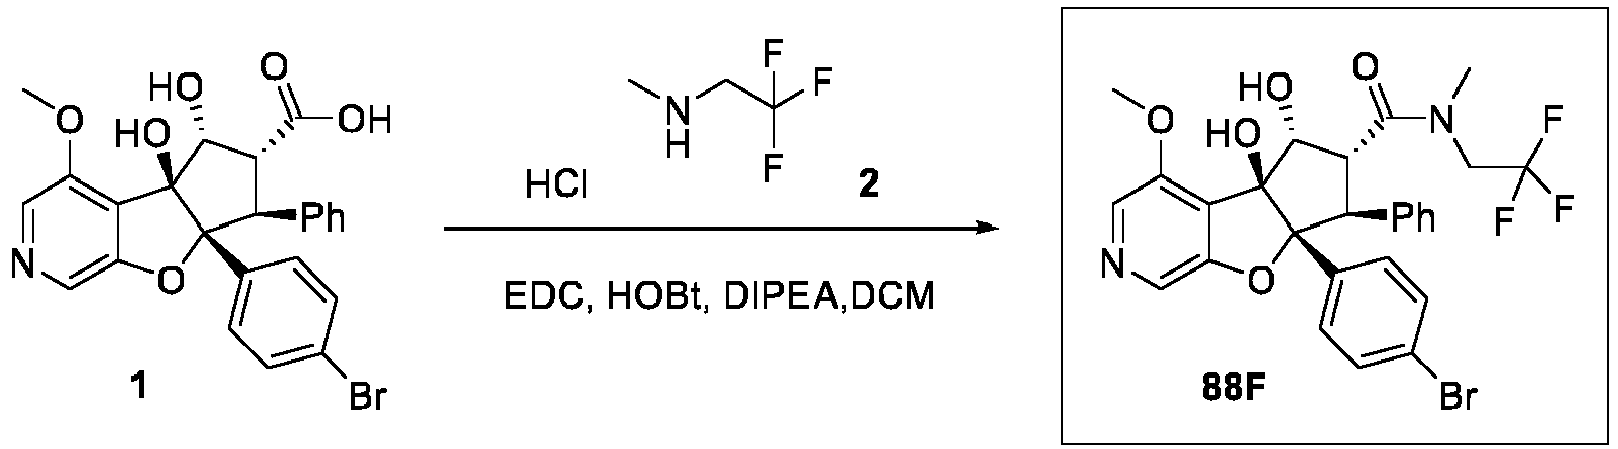 O
HO
O
HO
OH
N
O
Ph
Br
1
N
H
F
F
F
HCl
2
EDC, HOBt, DIPEA,DCM
O
HO
O
HO
N
F
F
F
N
O
Ph
Br
88F